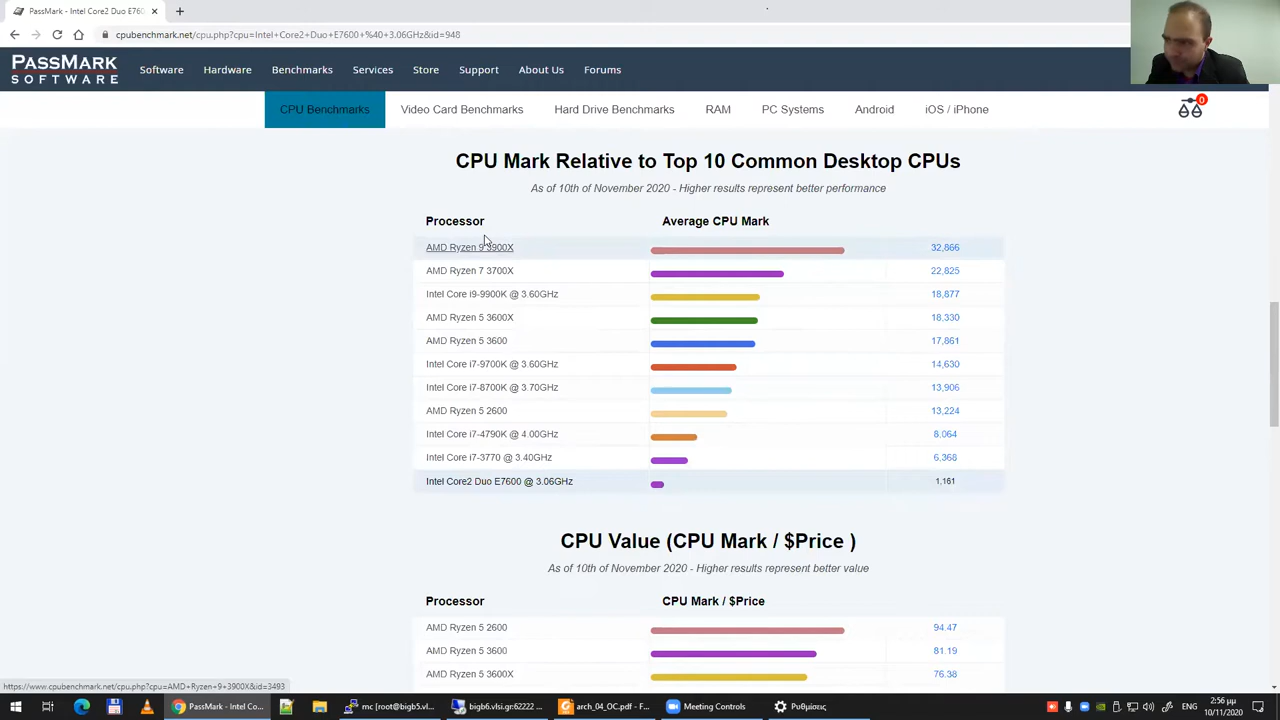 PassMark - Intel Core2 Duo E760
cpubenchmark.net/cpu.php?cpu=Intel+Core2+Duo+E7600+%40+3.06GHz&id=948
PASSMARK
SOFTWARE
Software Hardware Benchmarks Services Store Support About Us Forums
CPU Benchmarks Video Card Benchmarks Hard Drive Benchmarks RAM PC Systems Android iOS / iPhone
0
CPU Mark Relative to Top 10 Common Desktop CPUs
As of 10th of November 2020 - Higher results represent better performance
Processor Average CPU Mark
AMD Ryzen 9 3900X 32,866
AMD Ryzen 7 3700X 22,825
Intel Core i9-9900K @ 3.60GHz 18,877
AMD Ryzen 5 3600X 18,330
AMD Ryzen 5 3600 17,861
Intel Core i7-9700K @ 3.60GHz 14,630
Intel Core i7-8700K @ 3.70GHz 13,906
AMD Ryzen 5 2600 13,224
Intel Core i7-4790K @ 4.00GHz 8,064
Intel Core i7-3770 @ 3.40GHz 6,368
Intel Core2 Duo E7600 @ 3.06GHz 1,161
CPU Value (CPU Mark / $Price )
As of 10th of November 2020 - Higher results represent better value
Processor CPU Mark / $Price
AMD Ryzen 5 2600 94.47
AMD Ryzen 5 3600 81.19
AMD Ryzen 5 3600X 76.38
https://www.cpubenchmark.net/cpu.php?cpu=AMD+Ryzen+9+3900X&id=3493
PassMark - Intel Co... mc [root@bigb5.vl... bigb6.vlsi.gr:62222 ... arch_04_OC.pdf - F... Meeting Controls Ρυθμίσεις ENG 2:56 μμ
10/11/2020